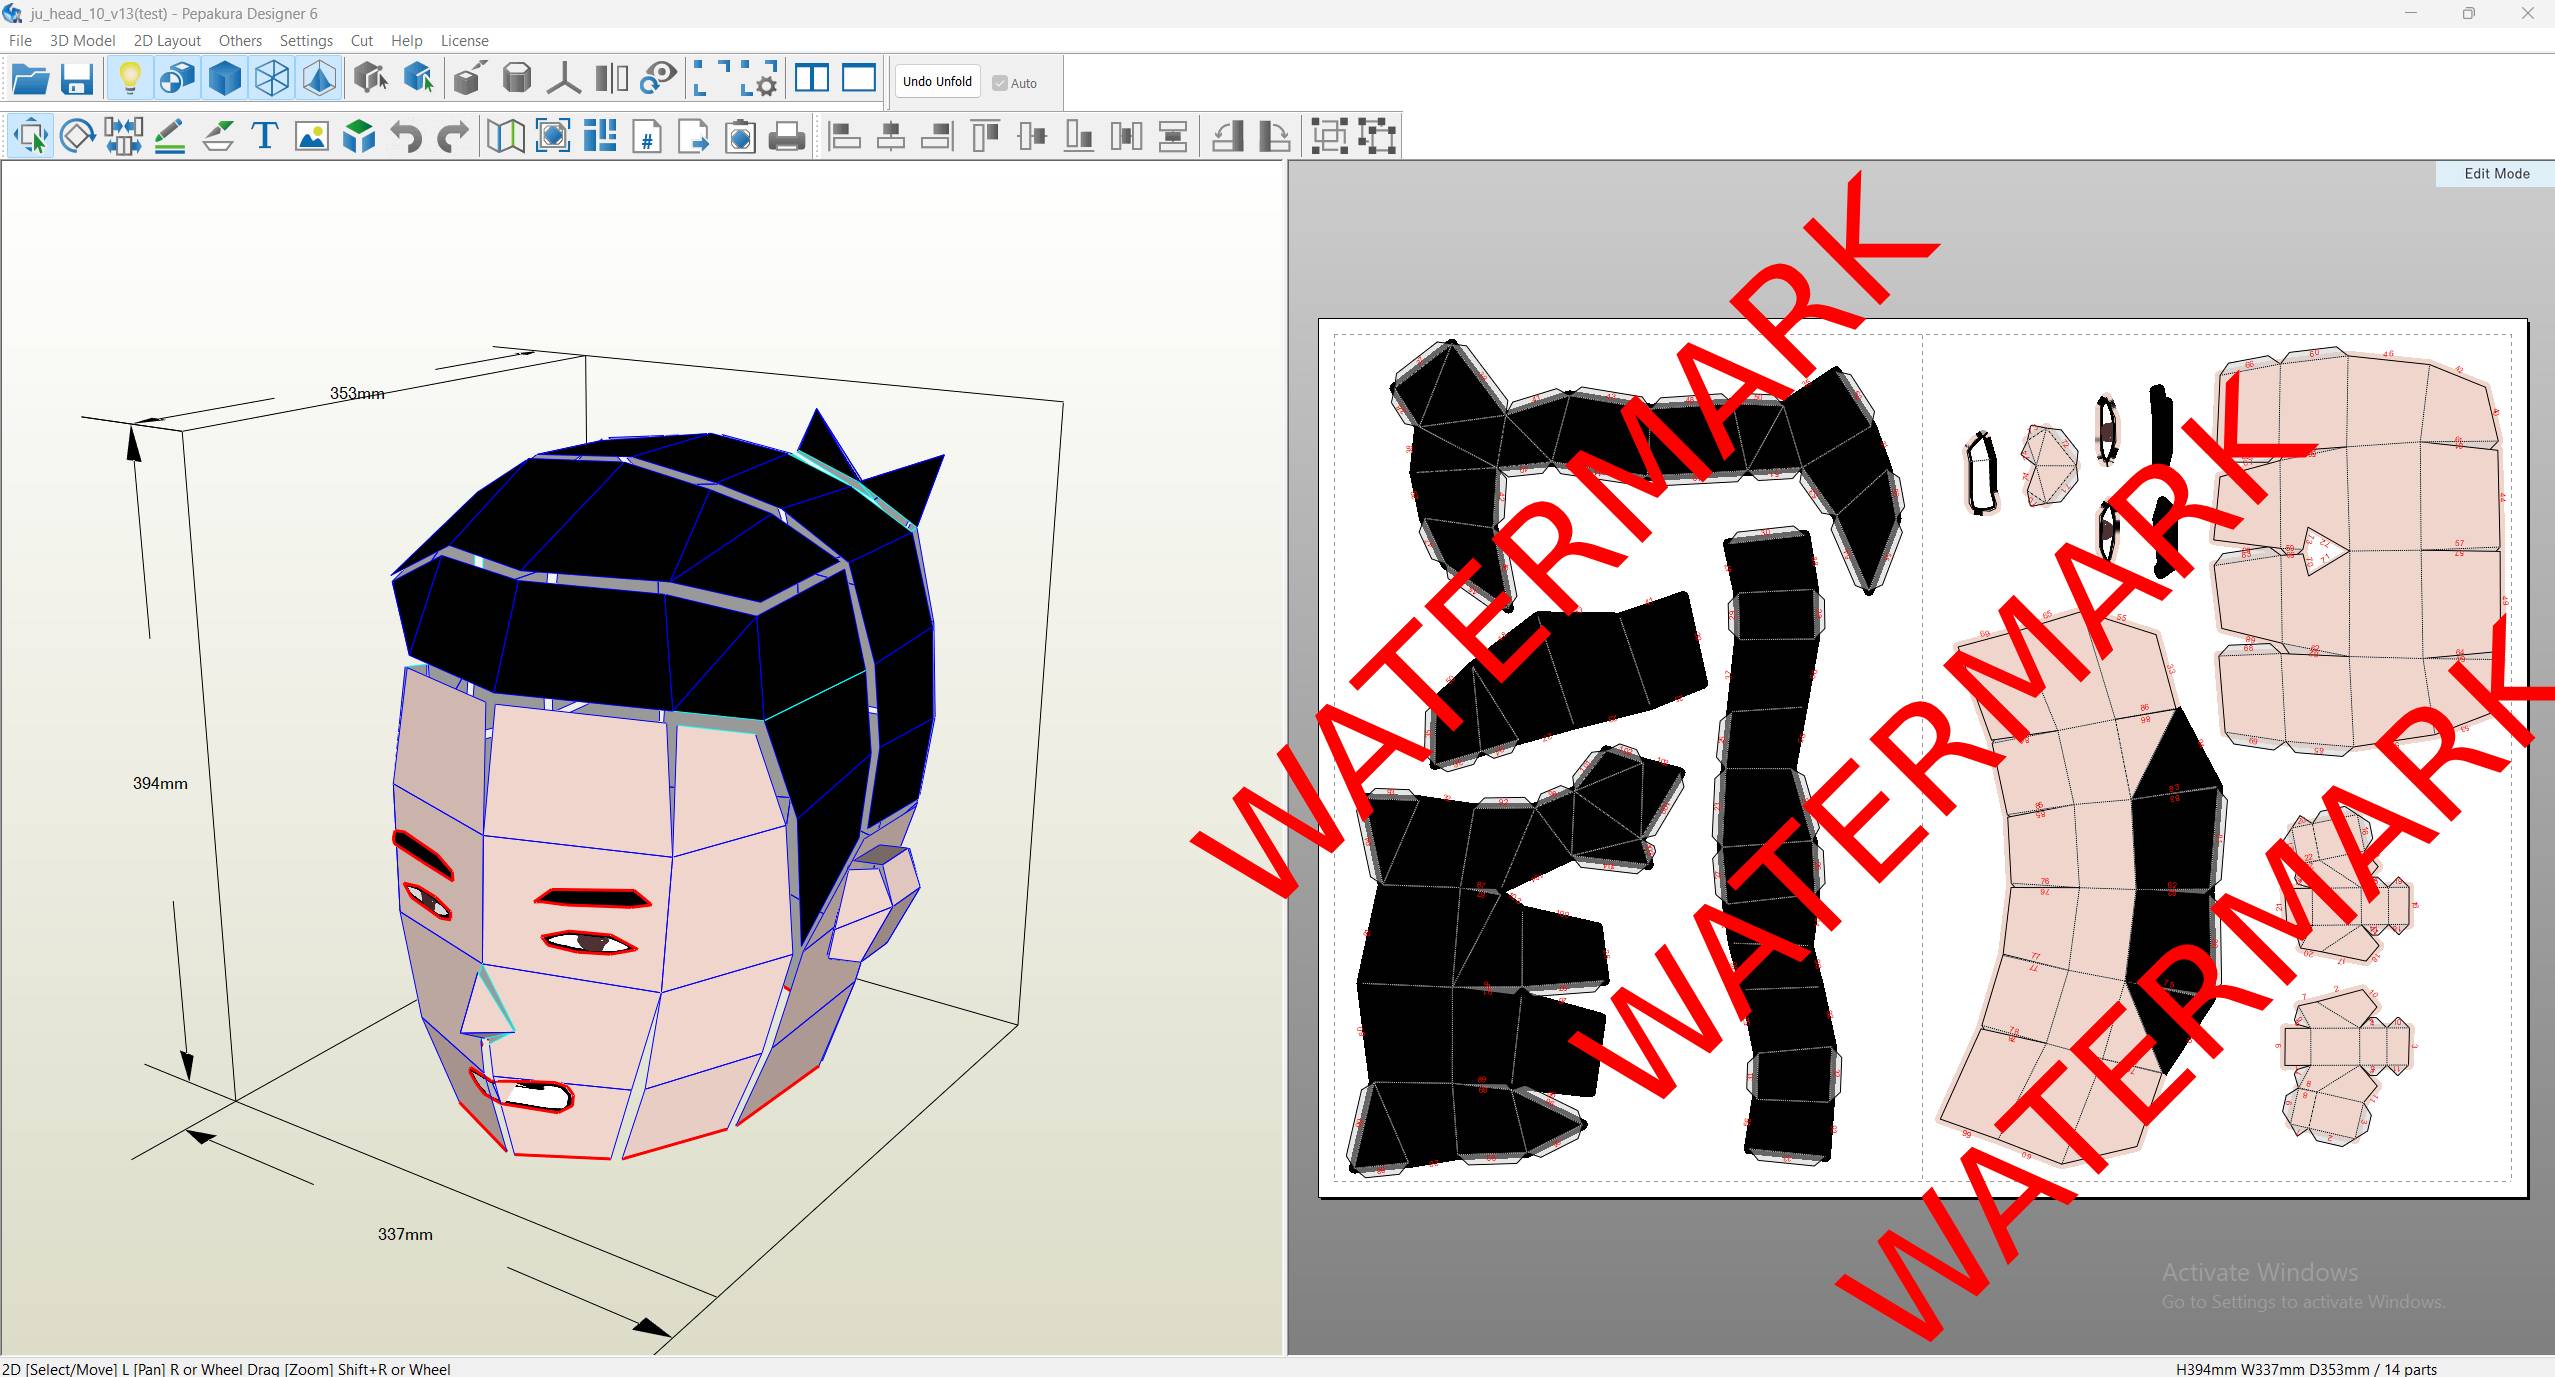 ju_head_10_v13(test) - Pepakura Designer 6
File 3D Model 2D Layout Others Settings Cut Help License
Undo Unfold Auto
Edit Mode
353mm
394mm
337mm
WATERMARK
WATERMARK
WATERMARK
Activate Windows
Go to Settings to activate Windows.
2D [Select/Move] L [Pan] R or Wheel Drag [Zoom] Shift+R or Wheel
H394mm W337mm D353mm / 14 parts